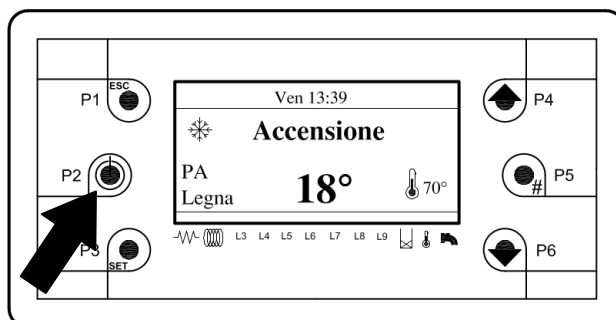 ESC
P1
P2
P3
SET
Ven 13:39
Accensione
PA
Legna
18°
70°
L3 L4 L5 L6 L7 L8 L9
P4
P5
#
P6